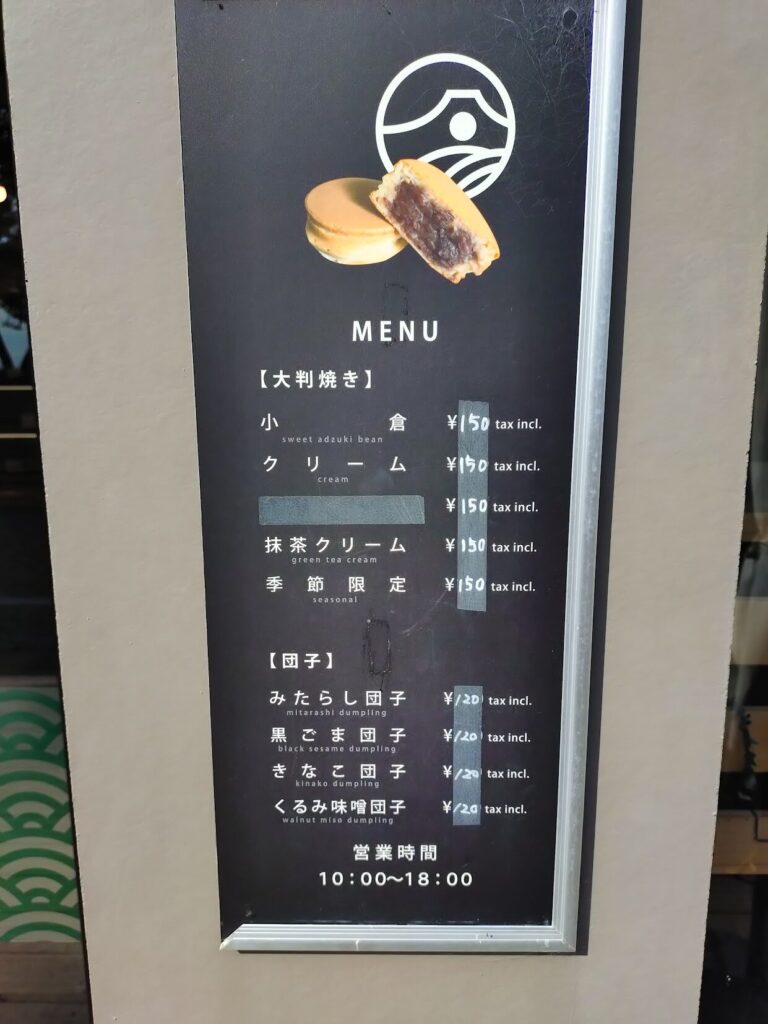 MENU
【大判焼き】
小倉 ¥150 tax incl.
sweet adzuki bean
クリーム ¥150 tax incl.
cream
¥150 tax incl.
抹茶クリーム ¥150 tax incl.
green tea cream
季節限定 ¥150 tax incl.
seasonal
【団子】
みたらし団子 ¥120 tax incl.
mitarashi dumpling
黒ごま団子 ¥120 tax incl.
black sesame dumpling
きなこ団子 ¥120 tax incl.
kinako dumpling
くるみ味噌団子 ¥120 tax incl.
walnut miso dumpling
営業時間
10:00〜18:00